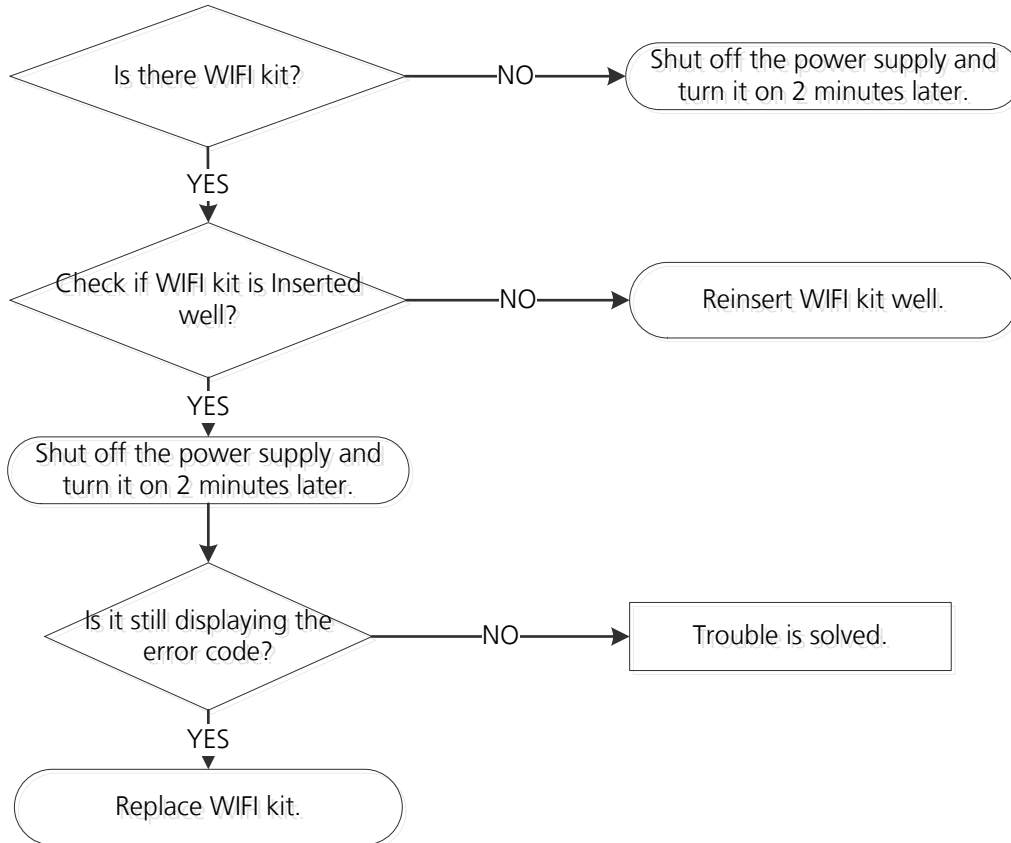 Is there WIFI kit?
NO
Shut off the power supply and
turn it on 2 minutes later.
YES
Check if WIFI kit is Inserted
well?
NO
Reinsert WIFI kit well.
YES
Shut off the power supply and
turn it on 2 minutes later.
Is it still displaying the
error code?
NO
Trouble is solved.
YES
Replace WIFI kit.